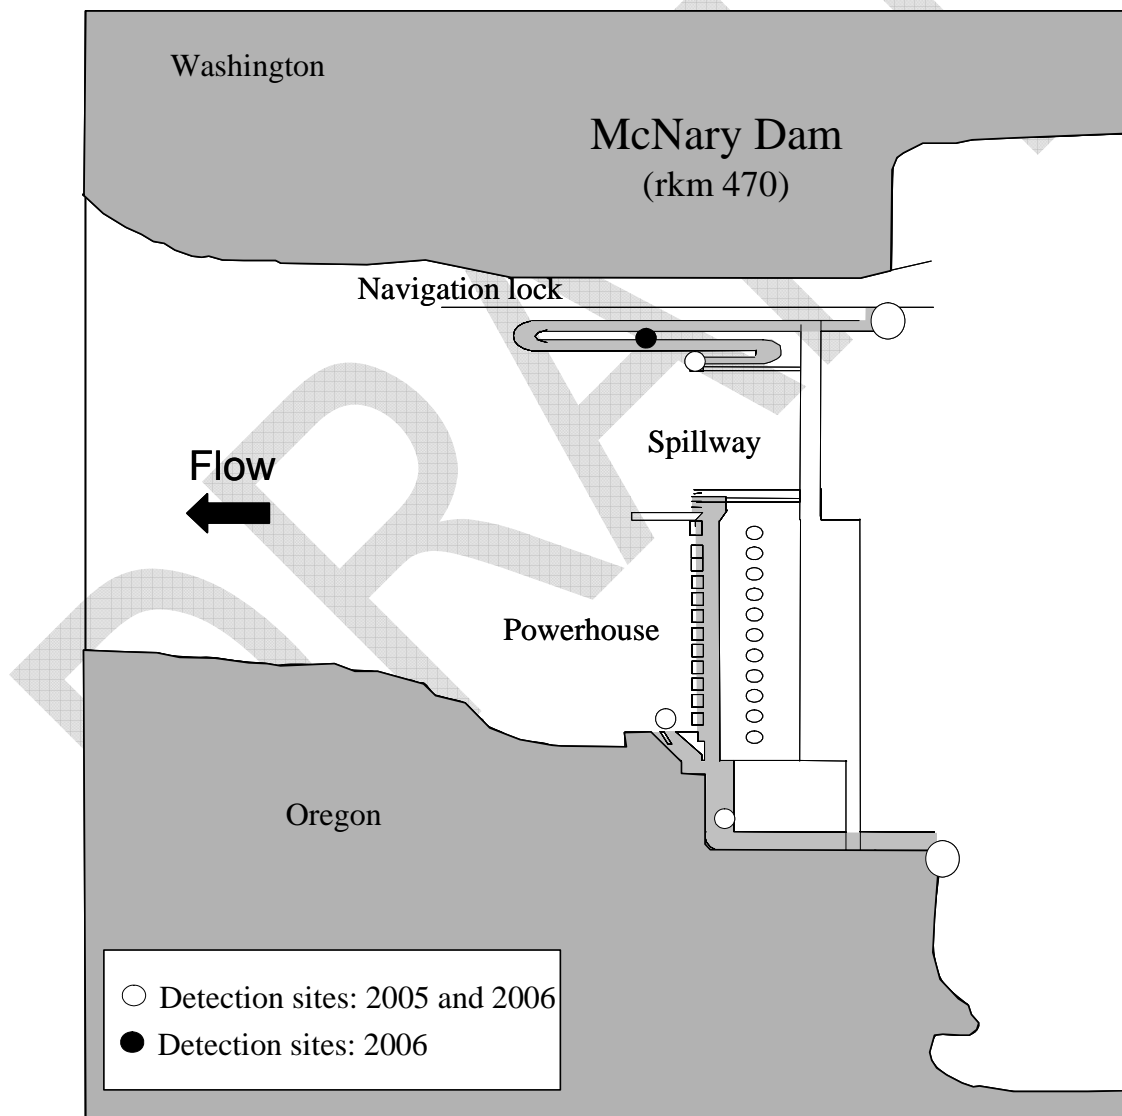 Washington
McNary Dam
(rkm 470)
Navigation lock
Spillway
Flow
Powerhouse
Oregon
Detection sites: 2005 and 2006
Detection sites: 2006
DRAFT